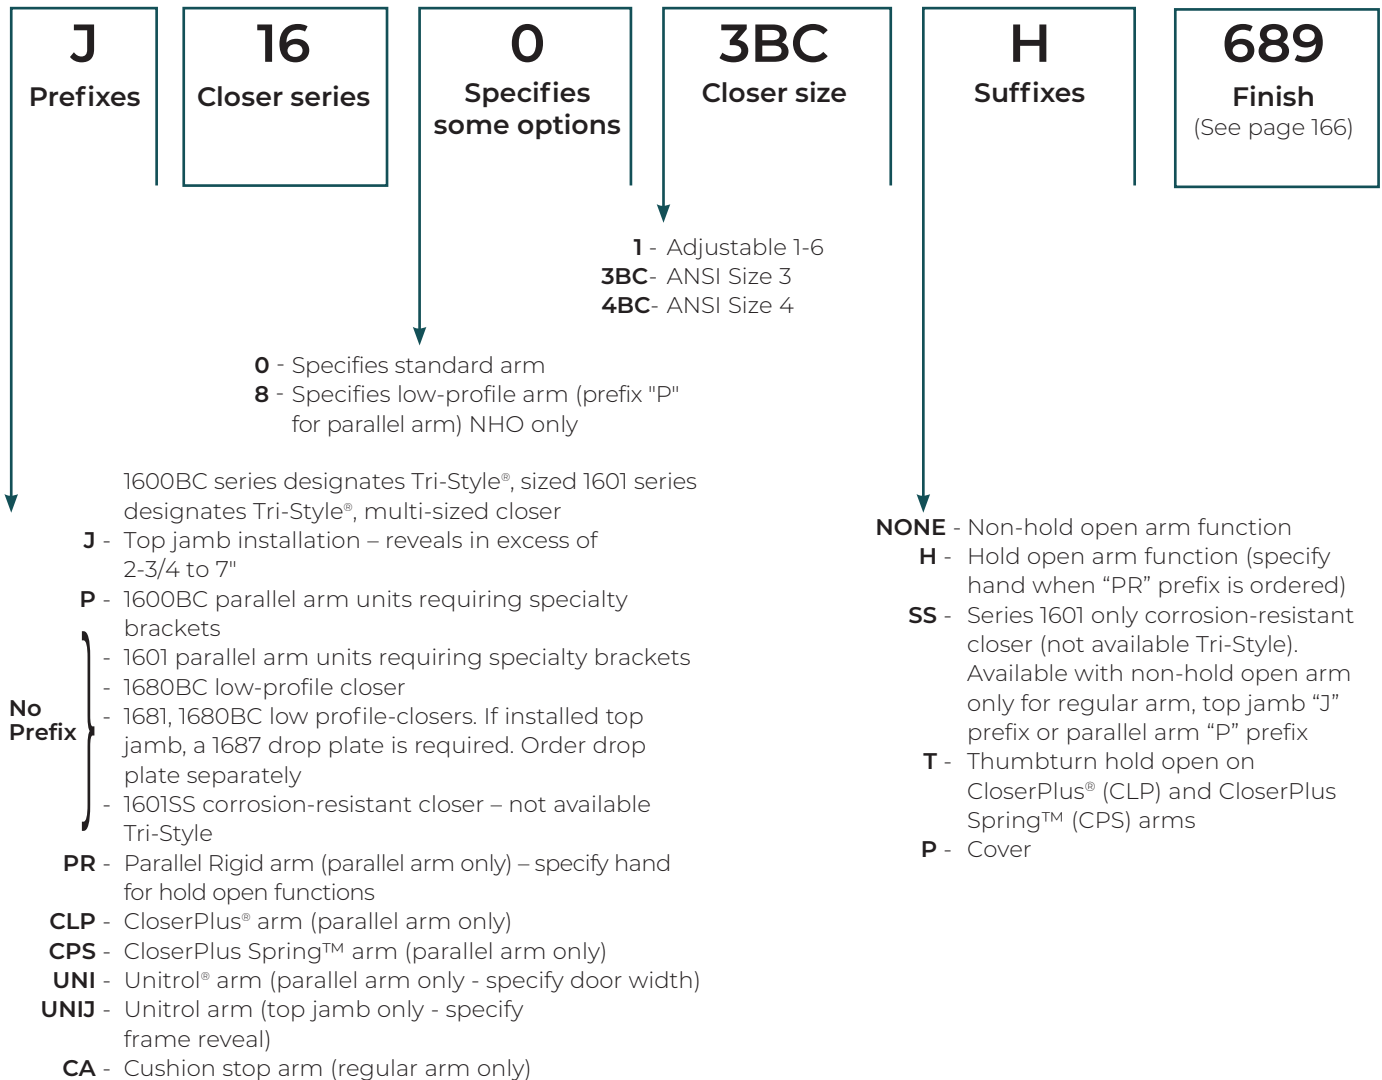 J 16 0 3BC H 689
Prefixes Closer series Specifies some options Closer size Suffixes Finish
(See page 166)
1 - Adjustable 1-6
3BC- ANSI Size 3
4BC- ANSI Size 4
0 - Specifies standard arm
8 - Specifies low-profile arm (prefix "P"
for parallel arm) NHO only
1600BC series designates Tri-Style®, sized 1601 series
designates Tri-Style®, multi-sized closer
J - Top jamb installation – reveals in excess of
2-3/4 to 7"
P - 1600BC parallel arm units requiring specialty
brackets
No
Prefix
- 1601 parallel arm units requiring specialty brackets
- 1680BC low-profile closer
- 1681, 1680BC low profile-closers. If installed top
jamb, a 1687 drop plate is required. Order drop
plate separately
- 1601SS corrosion-resistant closer – not available
Tri-Style
PR - Parallel Rigid arm (parallel arm only) – specify hand
for hold open functions
CLP - CloserPlus® arm (parallel arm only)
CPS - CloserPlus Spring™ arm (parallel arm only)
UNI - Unitrol® arm (parallel arm only - specify door width)
UNIJ - Unitrol arm (top jamb only - specify
frame reveal)
CA - Cushion stop arm (regular arm only)
NONE - Non-hold open arm function
H - Hold open arm function (specify
hand when “PR” prefix is ordered)
SS - Series 1601 only corrosion-resistant
closer (not available Tri-Style).
Available with non-hold open arm
only for regular arm, top jamb “J”
prefix or parallel arm “P” prefix
T - Thumbturn hold open on
CloserPlus® (CLP) and CloserPlus
Spring™ (CPS) arms
P - Cover